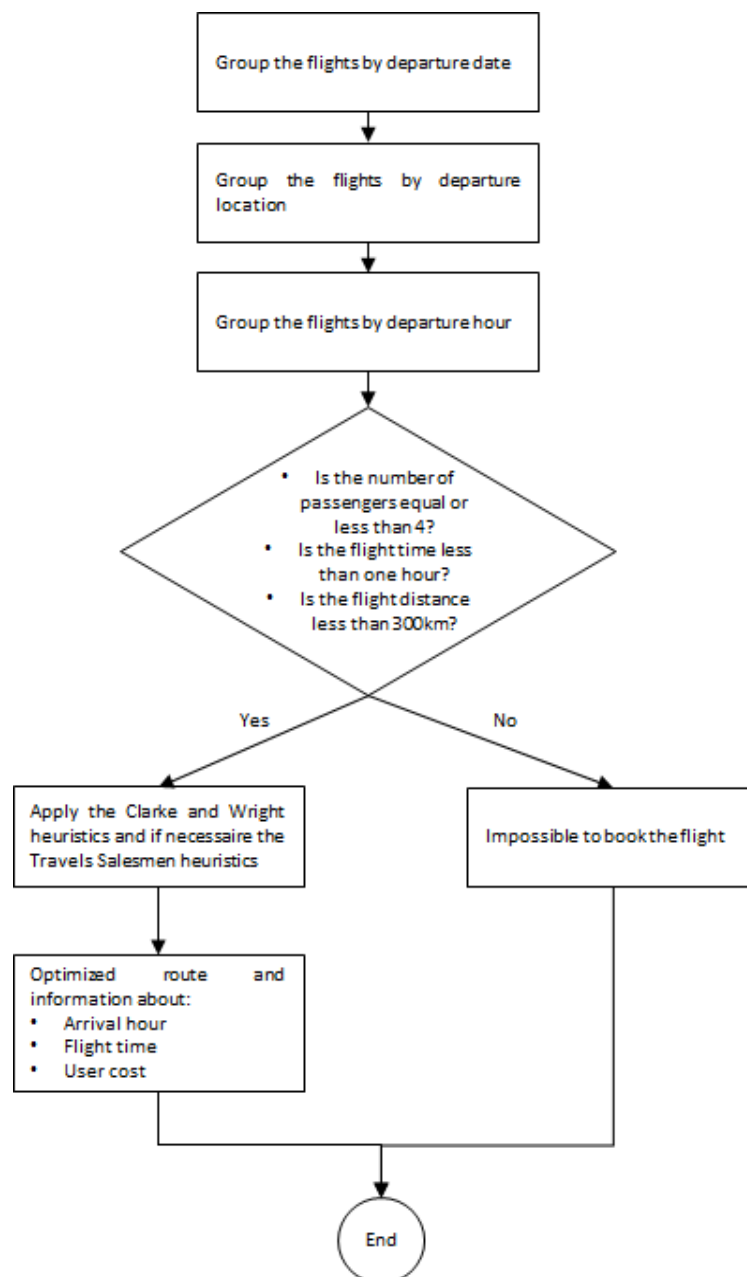 Group the flights by departure date
Group the flights by departure
location
Group the flights by departure hour
• Is the number of
passengers equal or
less than 4?
• Is the flight time less
than one hour?
• Is the flight distance
less than 300km?
Yes
No
Apply the Clarke and Wright
heuristics and if necessaire the
Travels Salesmen heuristics
Impossible to book the flight
Optimized route and
information about:
• Arrival hour
• Flight time
• User cost
End